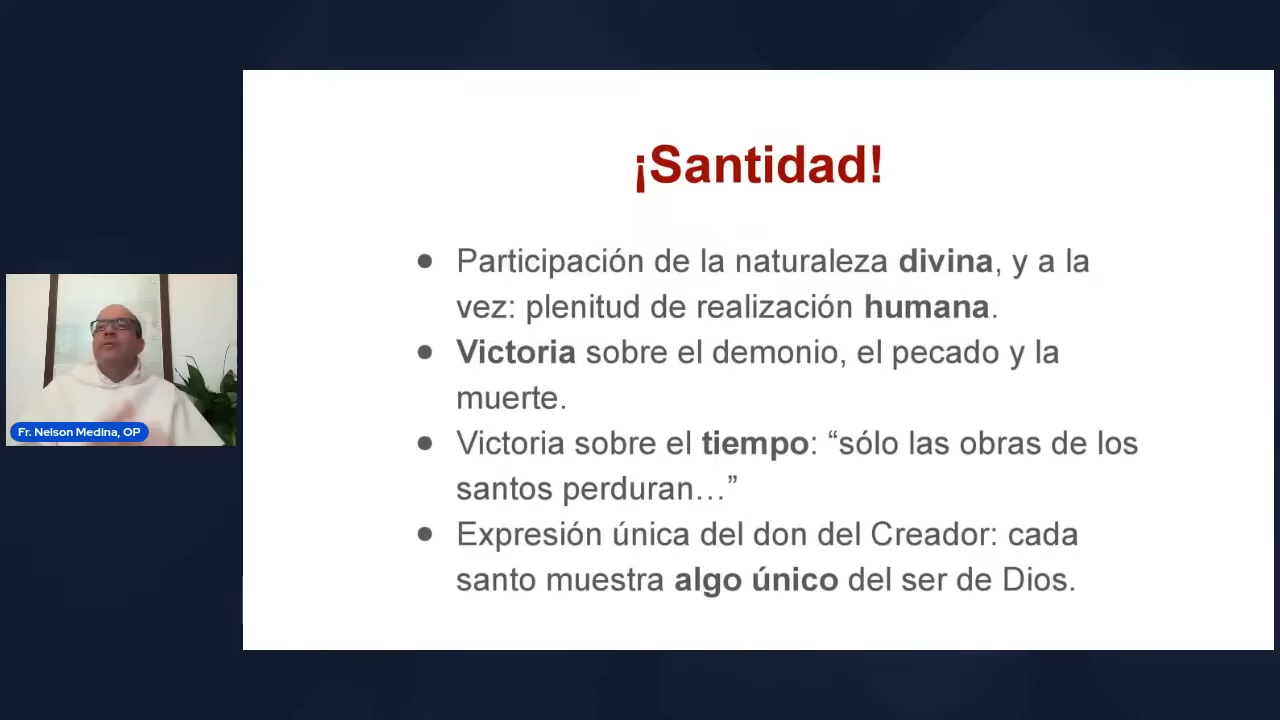 ¡Santidad!
● Participación de la naturaleza divina, y a la
vez: plenitud de realización humana.
● Victoria sobre el demonio, el pecado y la
muerte.
● Victoria sobre el tiempo: “sólo las obras de los
santos perduran…”
● Expresión única del don del Creador: cada
santo muestra algo único del ser de Dios.
Fr. Nelson Medina, OP